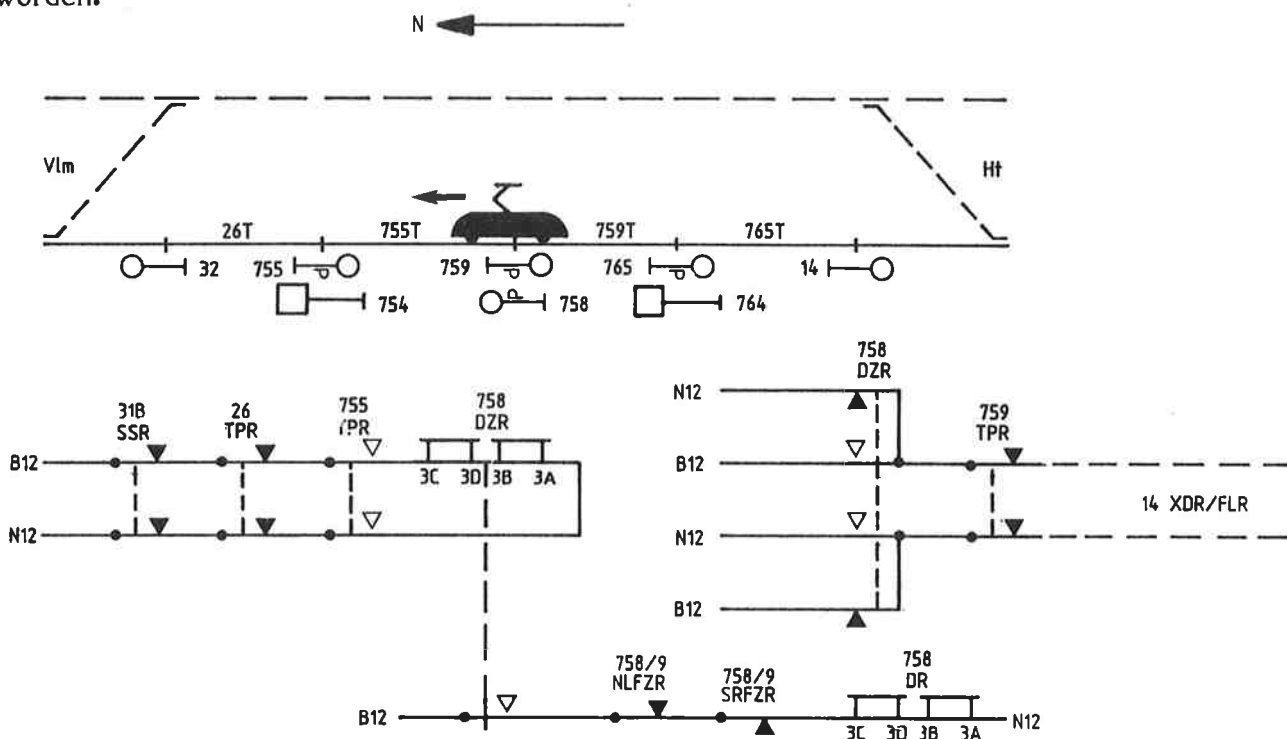 worden.
N
Vlm
Ht
26T 755T 759T 765T
32 755 P 759 P 765 P 14
754 P 758 764
758
DZR
31B 26 755 758
SSR TPR TPR DZR
N12
759
TPR
B12 3C 3D 3B 3A
B12
14 XDR/FLR
N12
N12
B12
758/9 758/9 758
NLFZR SRFZR DR
B12 N12
3C 3D 3B 3A